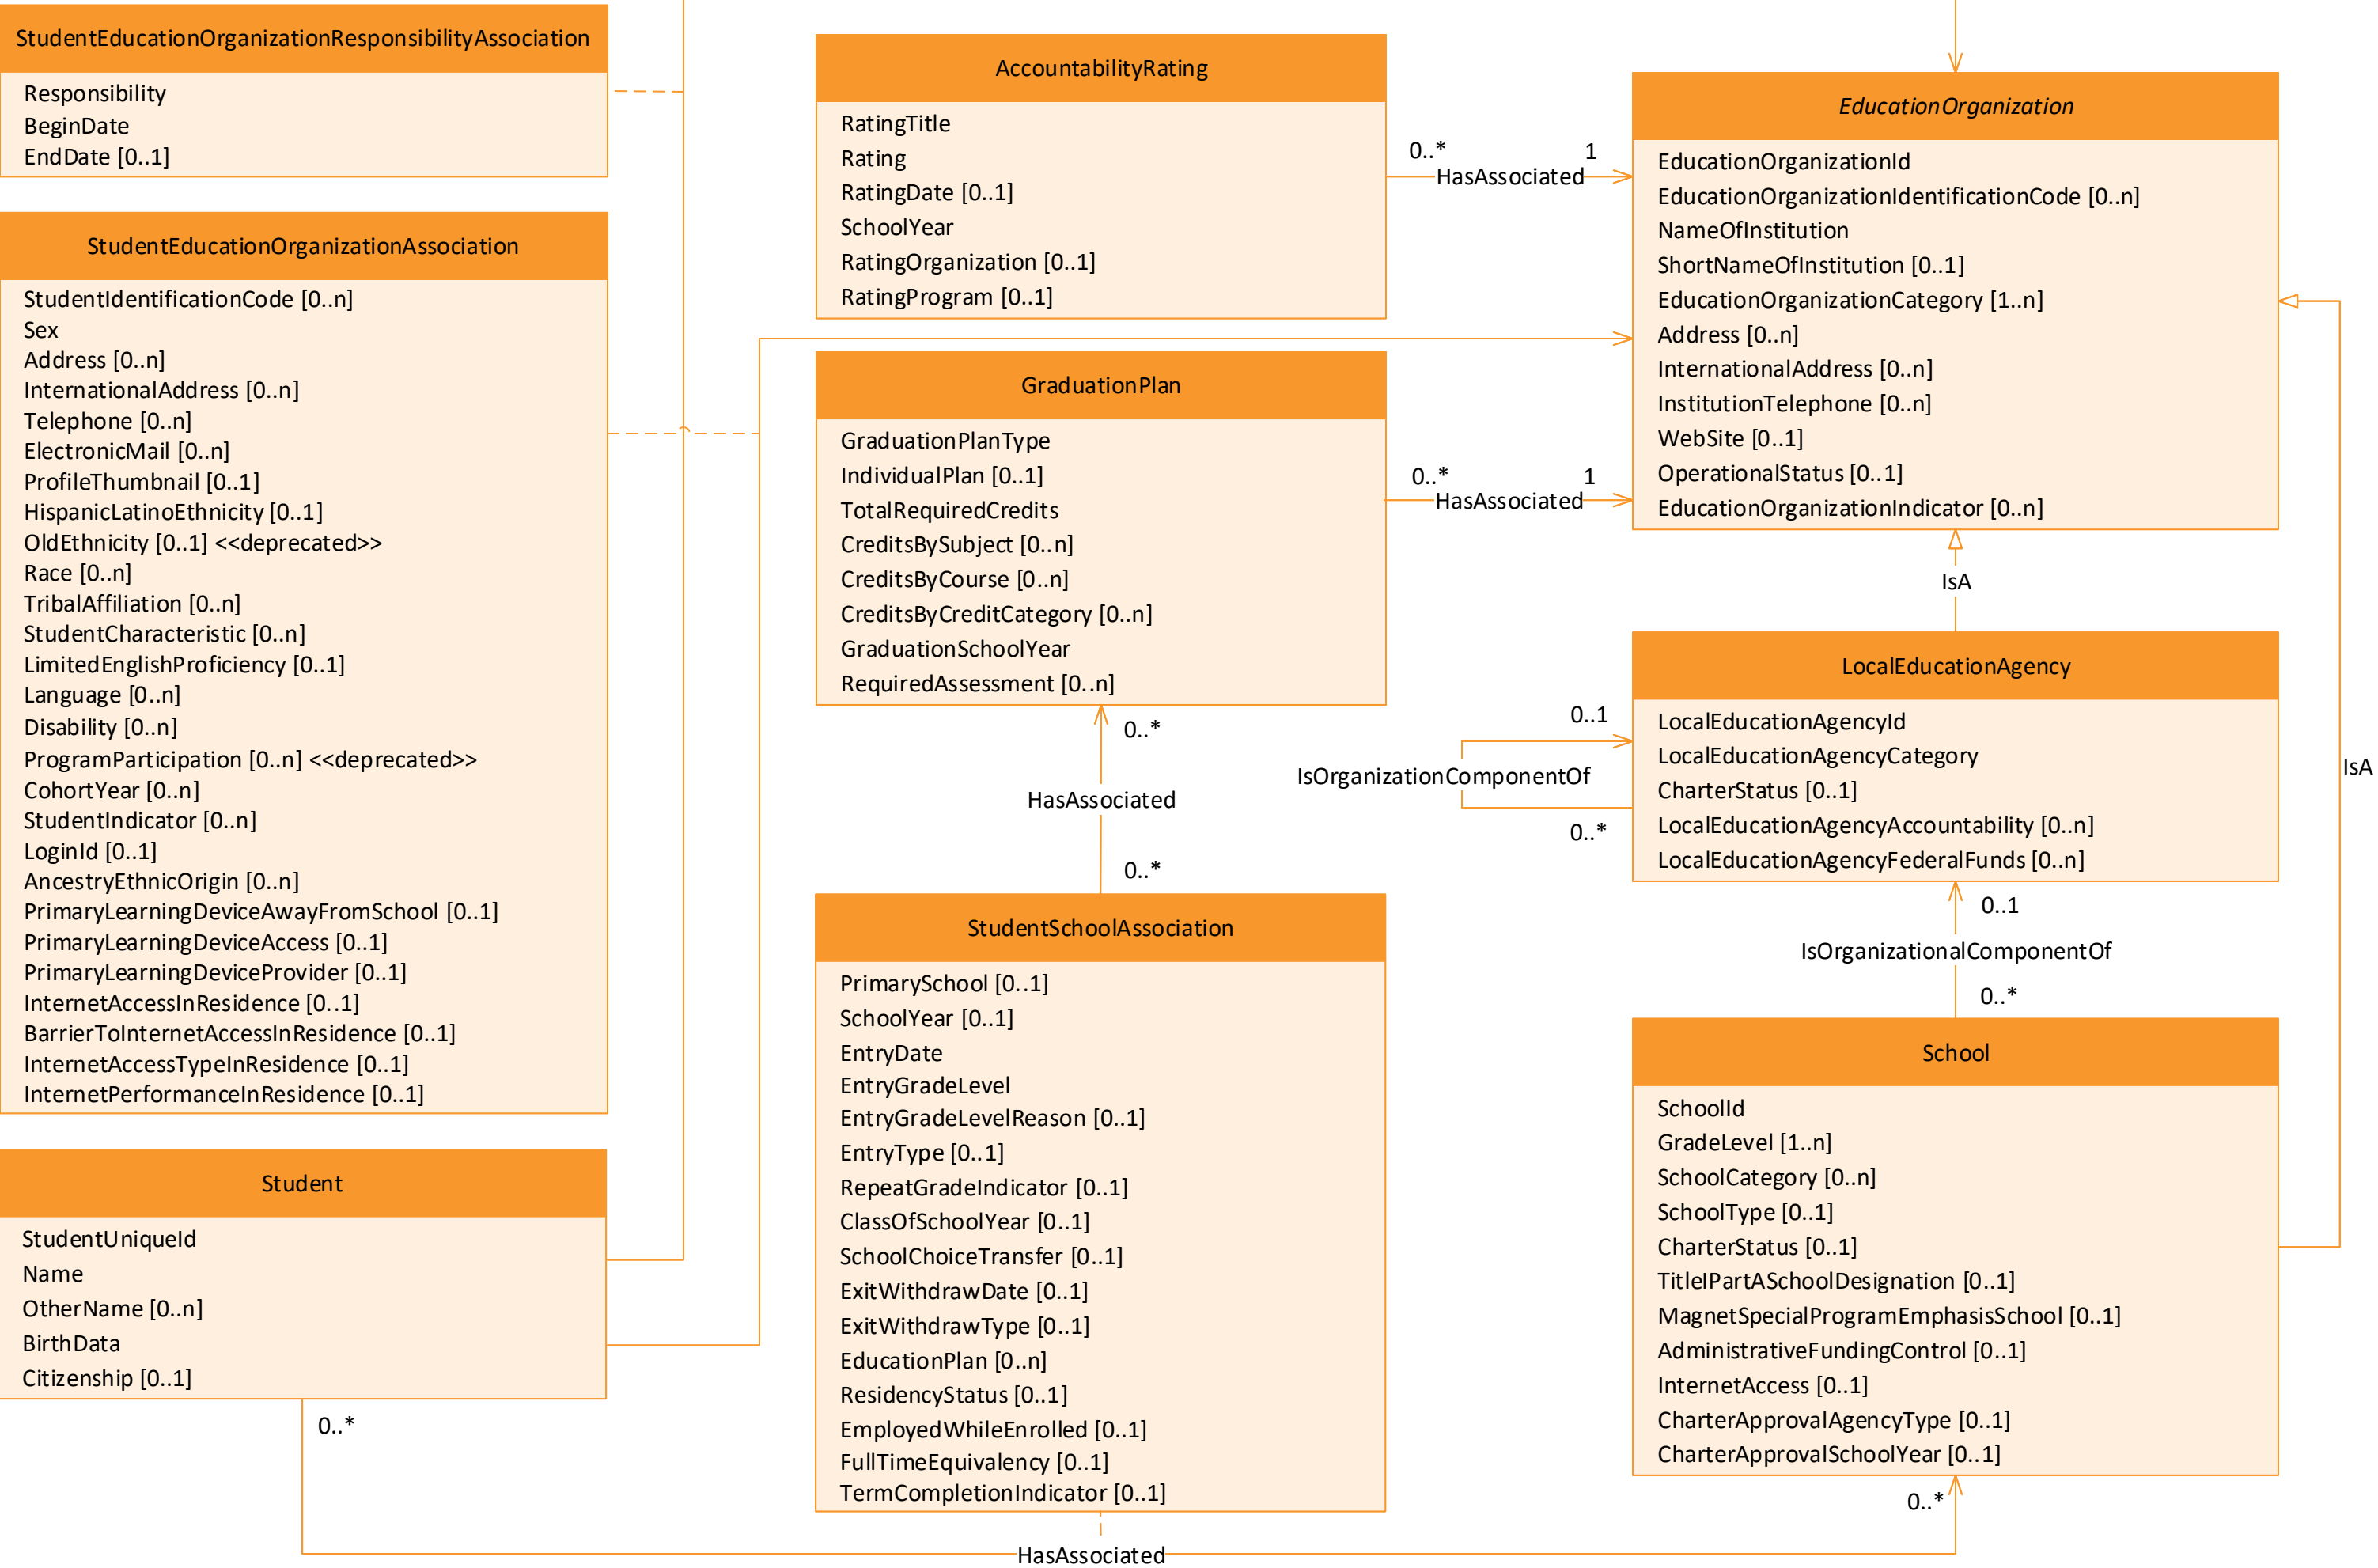 StudentEducationOrganizationResponsibilityAssociation
Responsibility
BeginDate
EndDate [0..1]
StudentEducationOrganizationAssociation
StudentIdentificationCode [0..n]
Sex
Address [0..n]
InternationalAddress [0..n]
Telephone [0..n]
ElectronicMail [0..n]
ProfileThumbnail [0..1]
HispanicLatinoEthnicity [0..1]
OldEthnicity [0..1] <<deprecated>>
Race [0..n]
TribalAffiliation [0..n]
StudentCharacteristic [0..n]
LimitedEnglishProficiency [0..1]
Language [0..n]
Disability [0..n]
ProgramParticipation [0..n] <<deprecated>>
CohortYear [0..n]
StudentIndicator [0..n]
LoginId [0..1]
AncestryEthnicOrigin [0..n]
PrimaryLearningDeviceAwayFromSchool [0..1]
PrimaryLearningDeviceAccess [0..1]
PrimaryLearningDeviceProvider [0..1]
InternetAccessInResidence [0..1]
BarrierToInternetAccessInResidence [0..1]
InternetAccessTypeInResidence [0..1]
InternetPerformanceInResidence [0..1]
Student
StudentUniqueId
Name
OtherName [0..n]
BirthData
Citizenship [0..1]
0..*
AccountabilityRating
RatingTitle
Rating
RatingDate [0..1]
SchoolYear
RatingOrganization [0..1]
RatingProgram [0..1]
0..*
1
HasAssociated
GraduationPlan
GraduationPlanType
IndividualPlan [0..1]
TotalRequiredCredits
CreditsBySubject [0..n]
CreditsByCourse [0..n]
CreditsByCreditCategory [0..n]
GraduationSchoolYear
RequiredAssessment [0..n]
0..*
1
HasAssociated
0..*
HasAssociated
0..*
StudentSchoolAssociation
PrimarySchool [0..1]
SchoolYear [0..1]
EntryDate
EntryGradeLevel
EntryGradeLevelReason [0..1]
EntryType [0..1]
RepeatGradeIndicator [0..1]
ClassOfSchoolYear [0..1]
SchoolChoiceTransfer [0..1]
ExitWithdrawDate [0..1]
ExitWithdrawType [0..1]
EducationPlan [0..n]
ResidencyStatus [0..1]
EmployedWhileEnrolled [0..1]
FullTimeEquivalency [0..1]
TermCompletionIndicator [0..1]
HasAssociated
EducationOrganization
EducationOrganizationId
EducationOrganizationIdentificationCode [0..n]
NameOfInstitution
ShortNameOfInstitution [0..1]
EducationOrganizationCategory [1..n]
Address [0..n]
InternationalAddress [0..n]
InstitutionTelephone [0..n]
WebSite [0..1]
OperationalStatus [0..1]
EducationOrganizationIndicator [0..n]
IsA
LocalEducationAgency
LocalEducationAgencyId
LocalEducationAgencyCategory
CharterStatus [0..1]
LocalEducationAgencyAccountability [0..n]
LocalEducationAgencyFederalFunds [0..n]
0..1
IsOrganizationComponentOf
0..*
IsA
0..1
IsOrganizationalComponentOf
0..*
School
SchoolId
GradeLevel [1..n]
SchoolCategory [0..n]
SchoolType [0..1]
CharterStatus [0..1]
TitleIPartASchoolDesignation [0..1]
MagnetSpecialProgramEmphasisSchool [0..1]
AdministrativeFundingControl [0..1]
InternetAccess [0..1]
CharterApprovalAgencyType [0..1]
CharterApprovalSchoolYear [0..1]
0..*